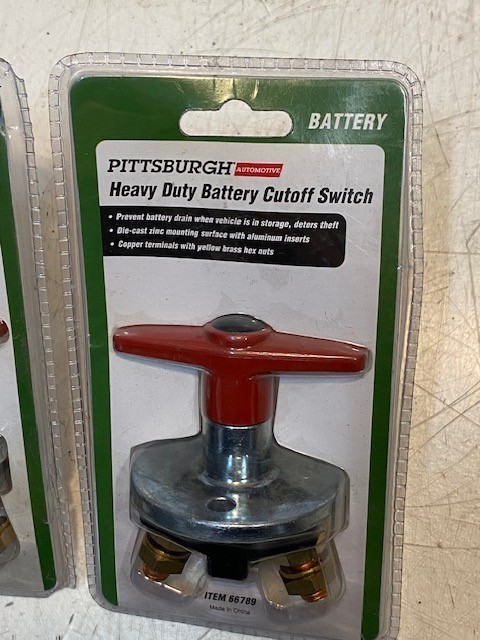 BATTERY
PITTSBURGH AUTOMOTIVE
Heavy Duty Battery Cutoff Switch
• Prevent battery drain when vehicle is in storage, deters theft
• Die-cast zinc mounting surface with aluminum inserts
• Copper terminals with yellow brass hex nuts
ITEM 66789
Made in China